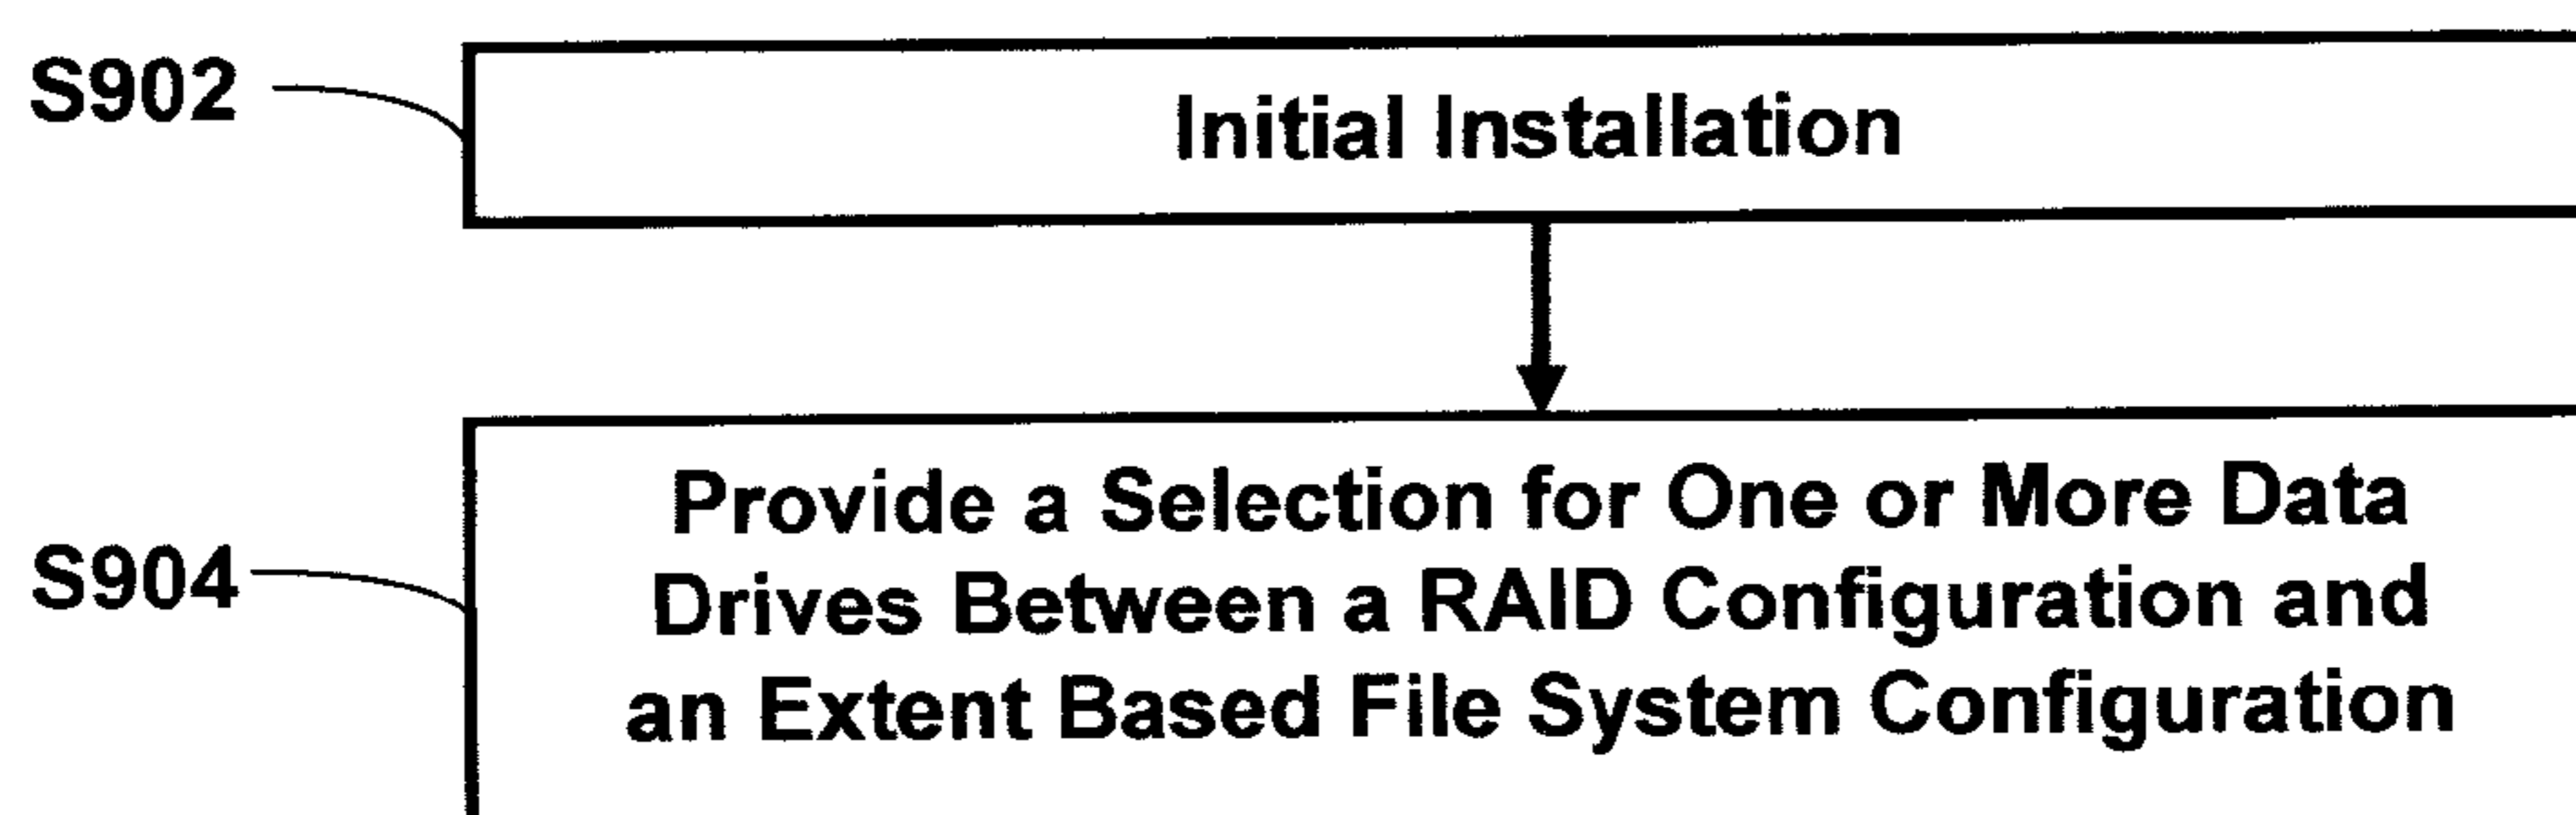 S902
Initial Installation
S904
Provide a Selection for One or More Data
Drives Between a RAID Configuration and
an Extent Based File System Configuration